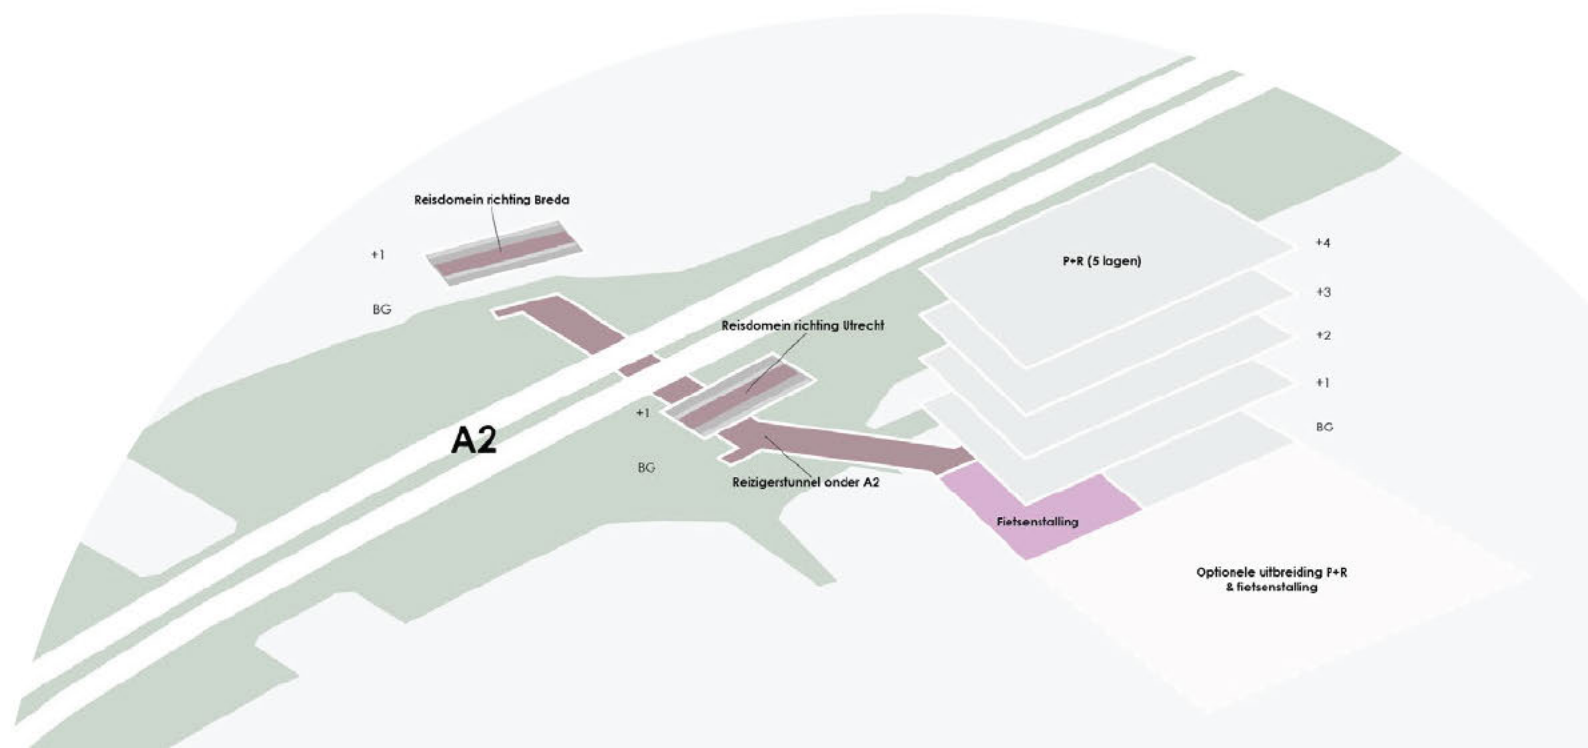 Reisdomein richting Breda
+1
BG
Reisdomein richting Utrecht
+1
BG
A2
Reizigerstunnel onder A2
P+R (5 lagen)
+4
+3
+2
+1
BG
Fietsenstalling
Optionele uitbreiding P+R
& fietsenstalling